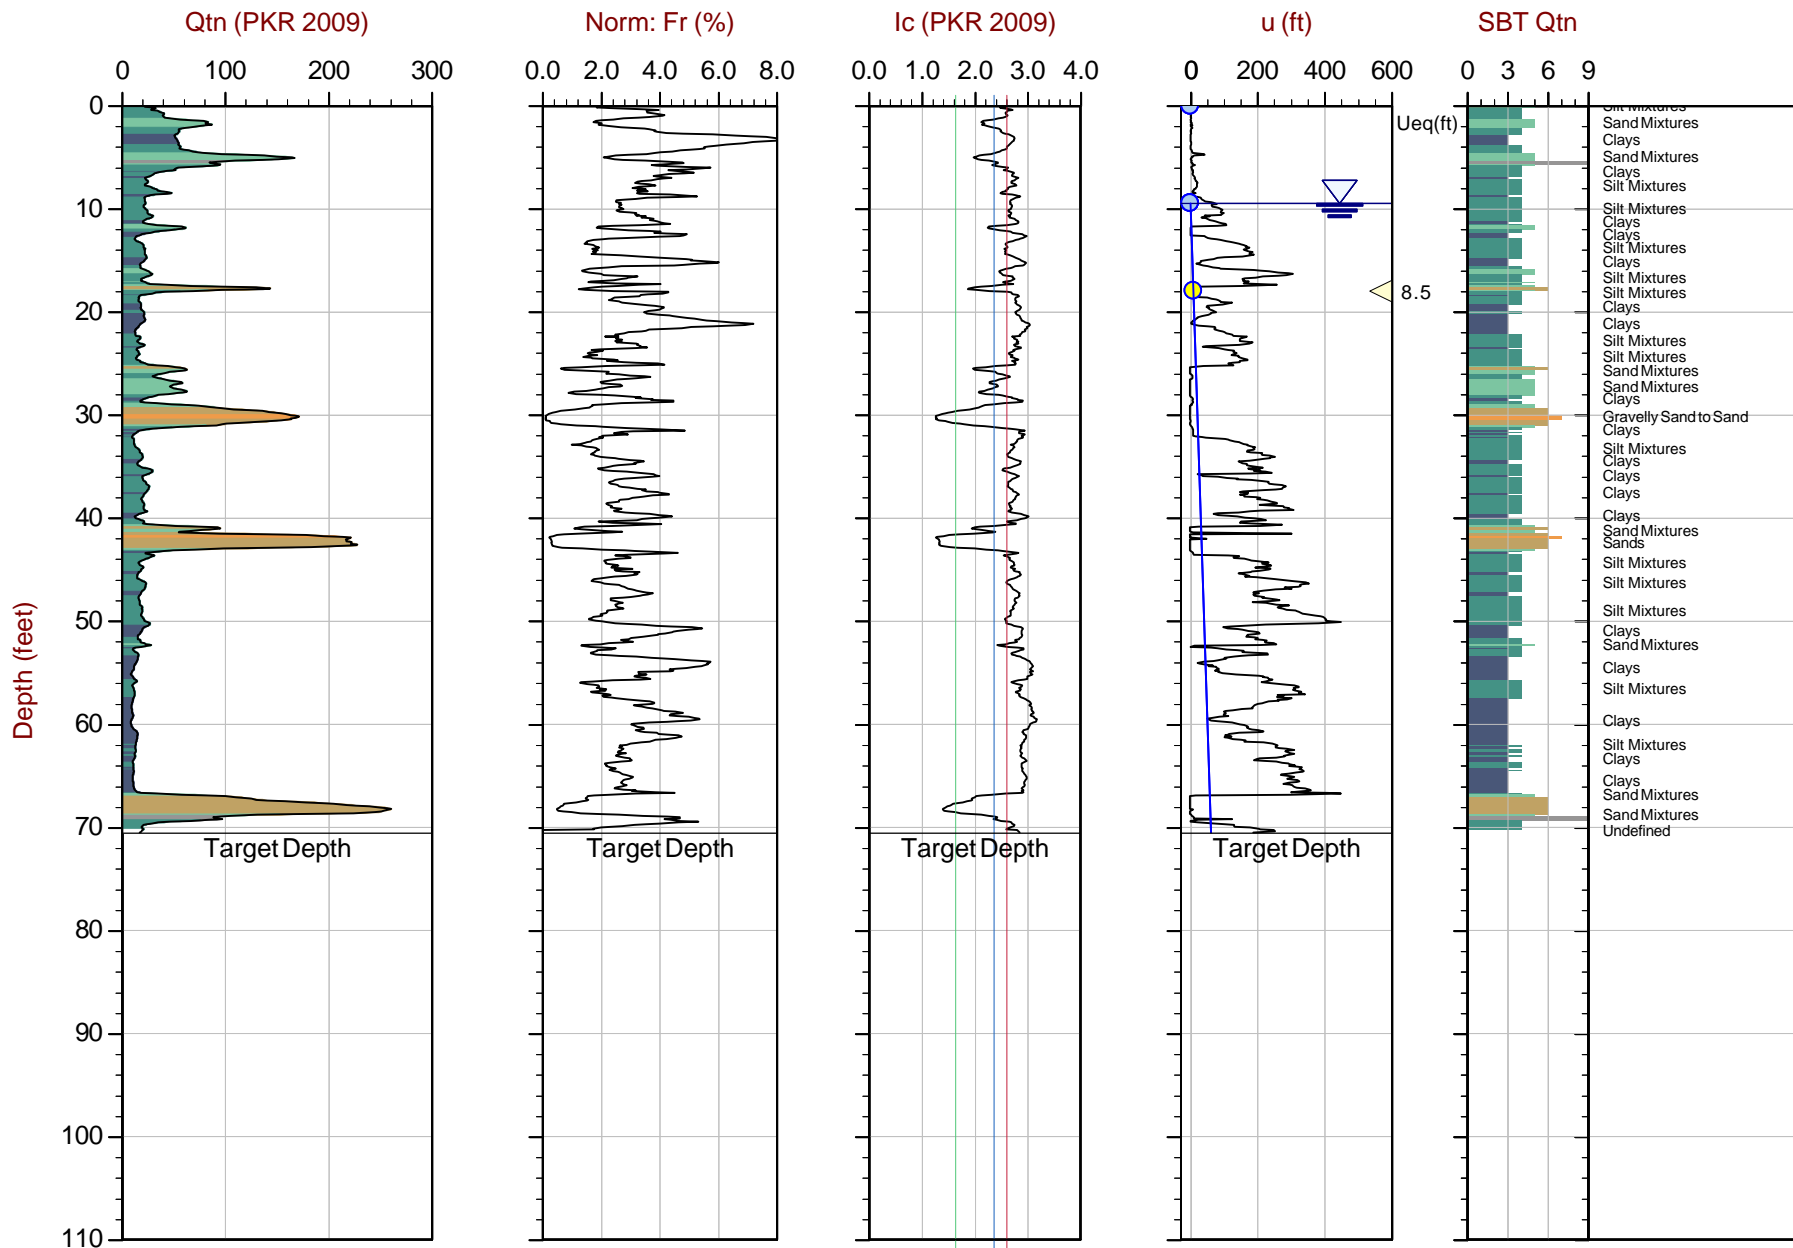 Qtn (PKR 2009) Norm: Fr (%) Ic (PKR 2009) u (ft) SBT Qtn
0 100 200 300 0.0 2.0 4.0 6.0 8.0 0.0 1.0 2.0 3.0 4.0 0 200 400 600 0 3 6 9
0
Silt Mixtures
Ueq(ft)
Sand Mixtures
Clays
Sand Mixtures
Clays
Silt Mixtures
10
Silt Mixtures
Clays
Clays
Silt Mixtures
Clays
Silt Mixtures
8.5
Silt Mixtures
Clays
20
Clays
Silt Mixtures
Silt Mixtures
Sand Mixtures
Sand Mixtures
Clays
30
Gravelly Sand to Sand
Clays
Silt Mixtures
Clays
Clays
Clays
40
Clays
Sand Mixtures
Sands
Silt Mixtures
Silt Mixtures
Silt Mixtures
50
Clays
Sand Mixtures
Clays
Silt Mixtures
Depth (feet)
60
Clays
Silt Mixtures
Clays
Clays
Sand Mixtures
Sand Mixtures
70
Undefined
Target Depth Target Depth Target Depth Target Depth
80
90
100
110